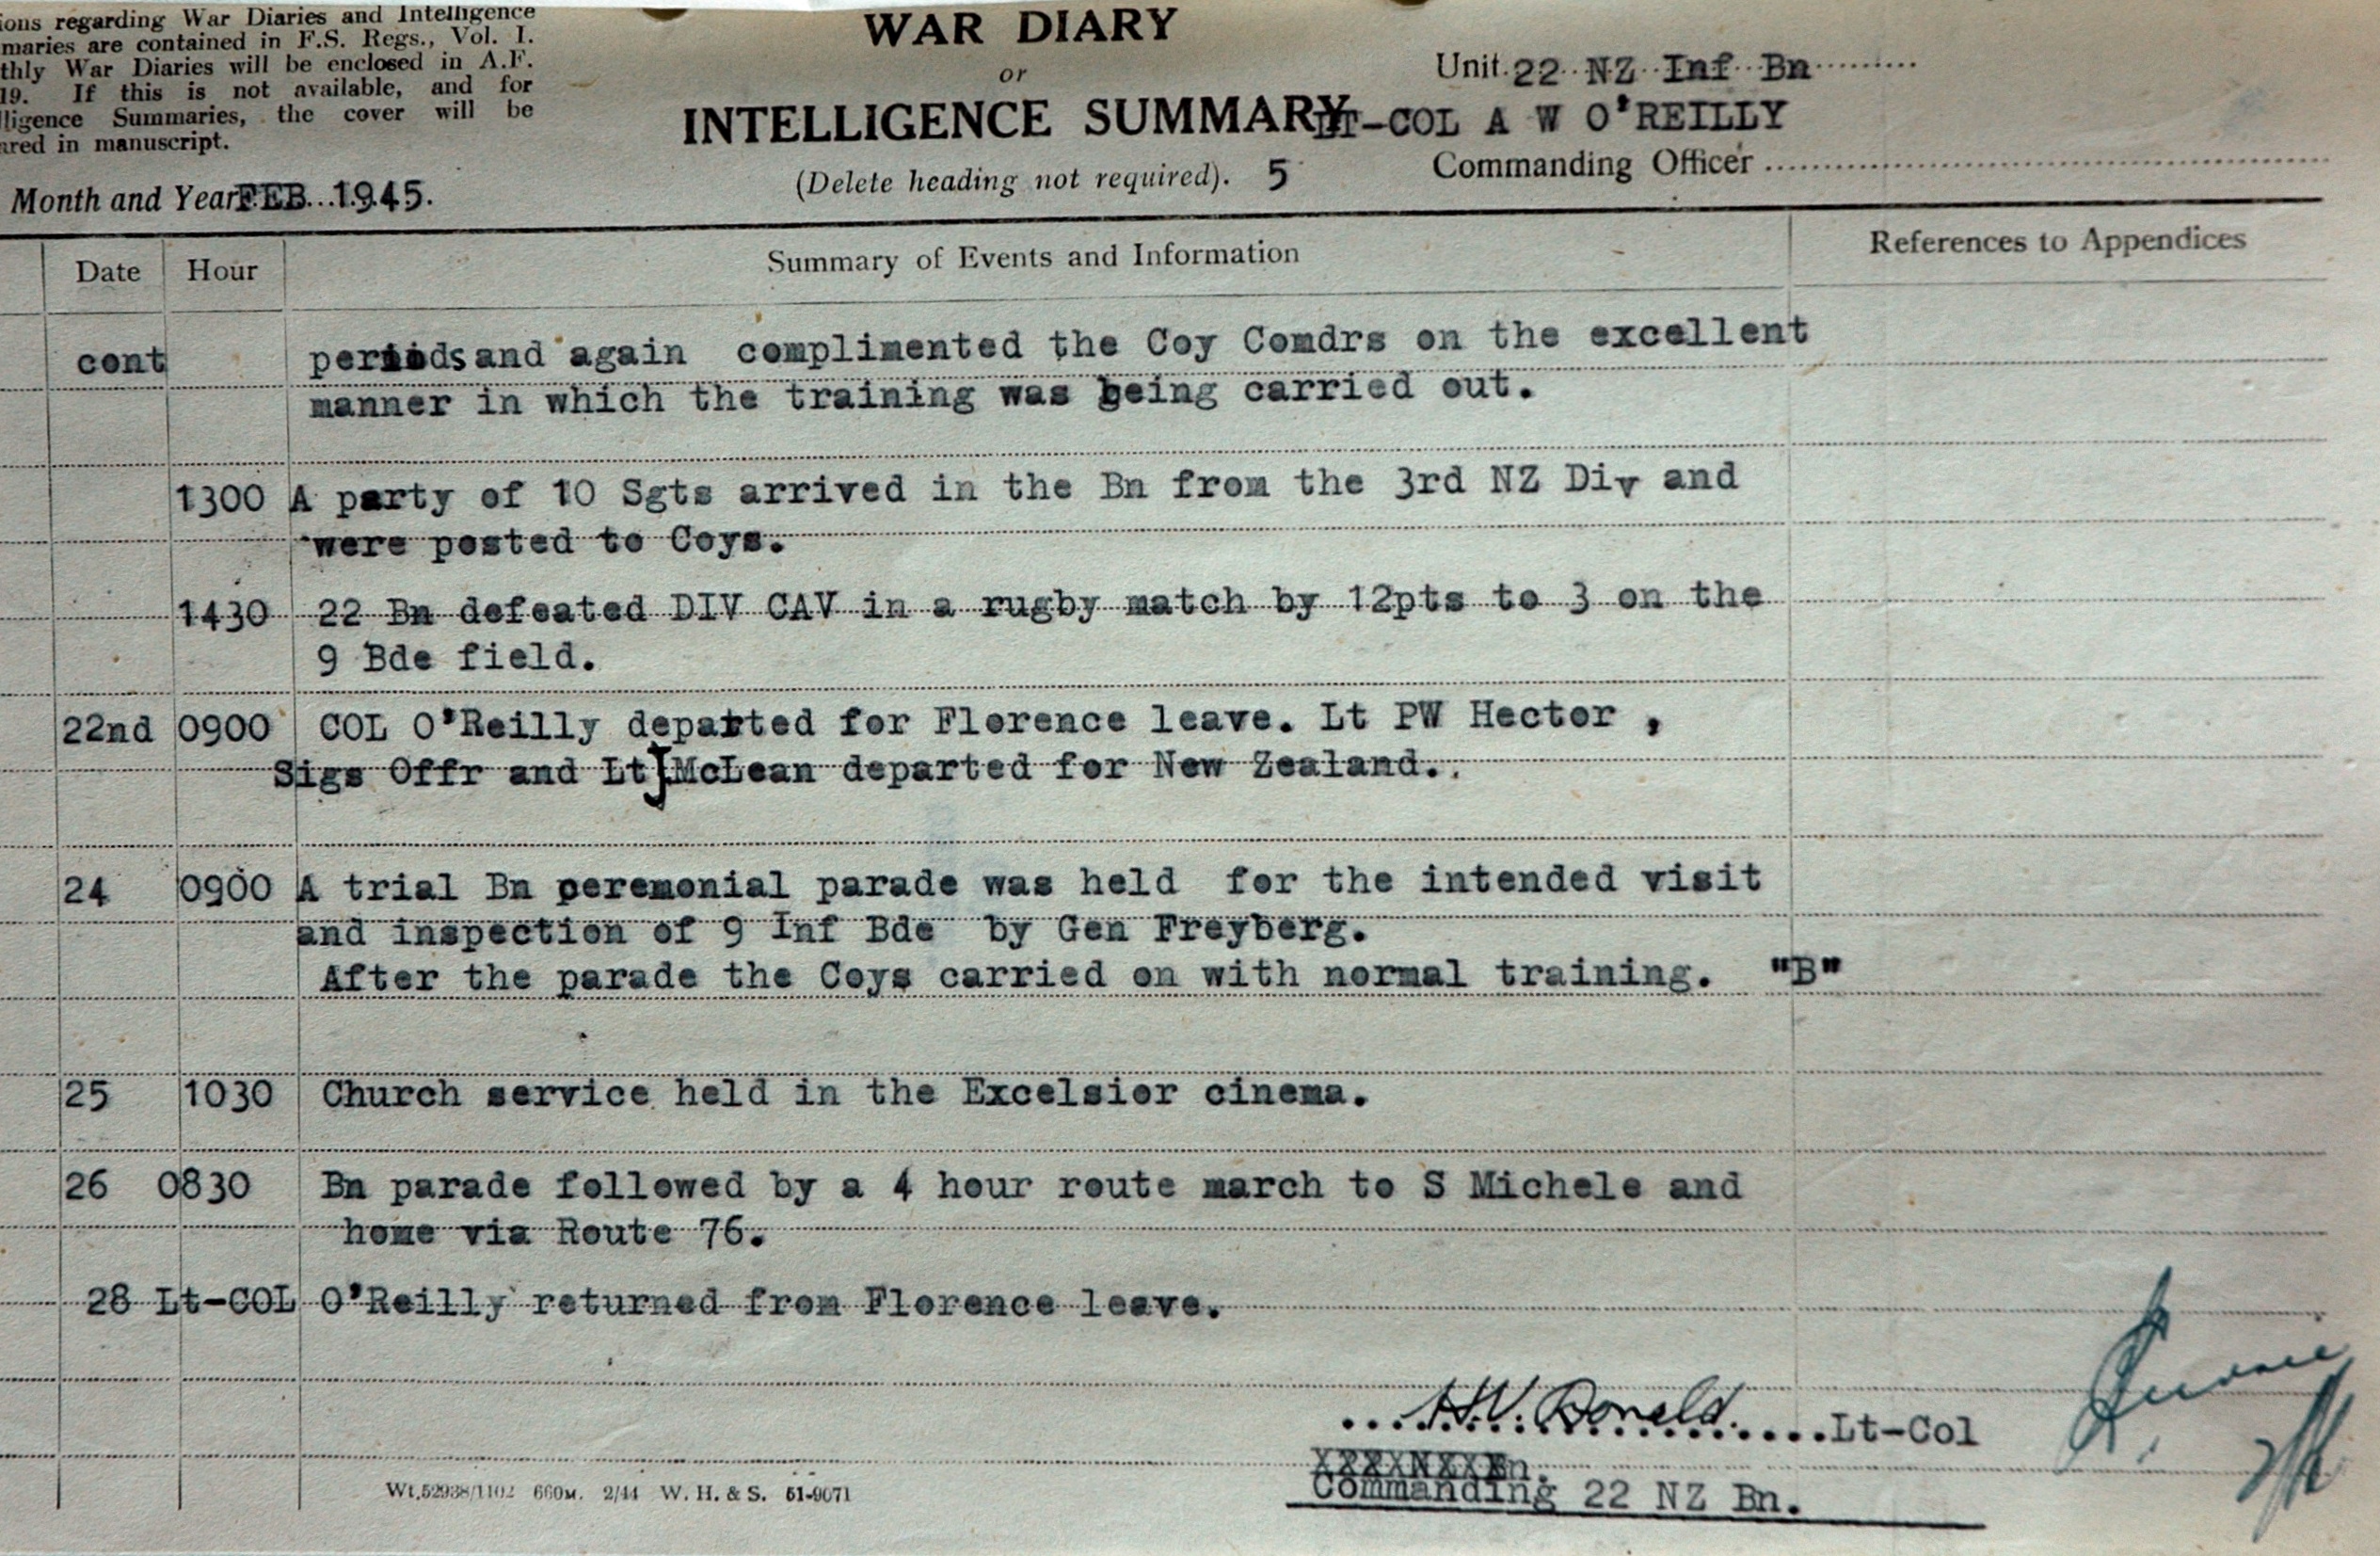 ions regarding War Diaries and Intelligence
maries are contained in F.S. Regs., Vol. I.
thly War Diaries will be enclosed in A.F.
19. If this is not available, and for
lligence Summaries, the cover will be
ared in manuscript.
Month and Year FEB 1945.
WAR DIARY
or
INTELLIGENCE SUMMARY
(Delete heading not required). 5
Unit 22 NZ Inf Bn
LT-COL A W O'REILLY
Commanding Officer
Date Hour Summary of Events and Information References to Appendices
cont periods and again complimented the Coy Comdrs on the excellent
manner in which the training was being carried out.
1300 A party of 10 Sgts arrived in the Bn from the 3rd NZ Div and
were posted to Coys.
1430 22 Bn defeated DIV CAV in a rugby match by 12pts to 3 on the
9 Bde field.
22nd 0900 COL O'Reilly departed for Florence leave. Lt PW Hector ,
Sigs Offr and Lt J McLean departed for New Zealand..
24 0900 A trial Bn ceremonial parade was held for the intended visit
and inspection of 9 Inf Bde by Gen Freyberg.
After the parade the Coys carried on with normal training. "B"
25 1030 Church service held in the Excelsior cinema.
26 0830 Bn parade followed by a 4 hour route march to S Michele and
home via Route 76.
28 Lt-COL O'Reilly returned from Florence leave.
H.V. Donald. Lt-Col
Commanding 22 NZ Bn.
Wt.52938/1102 660M. 2/44 W. H. & S. 51-9071